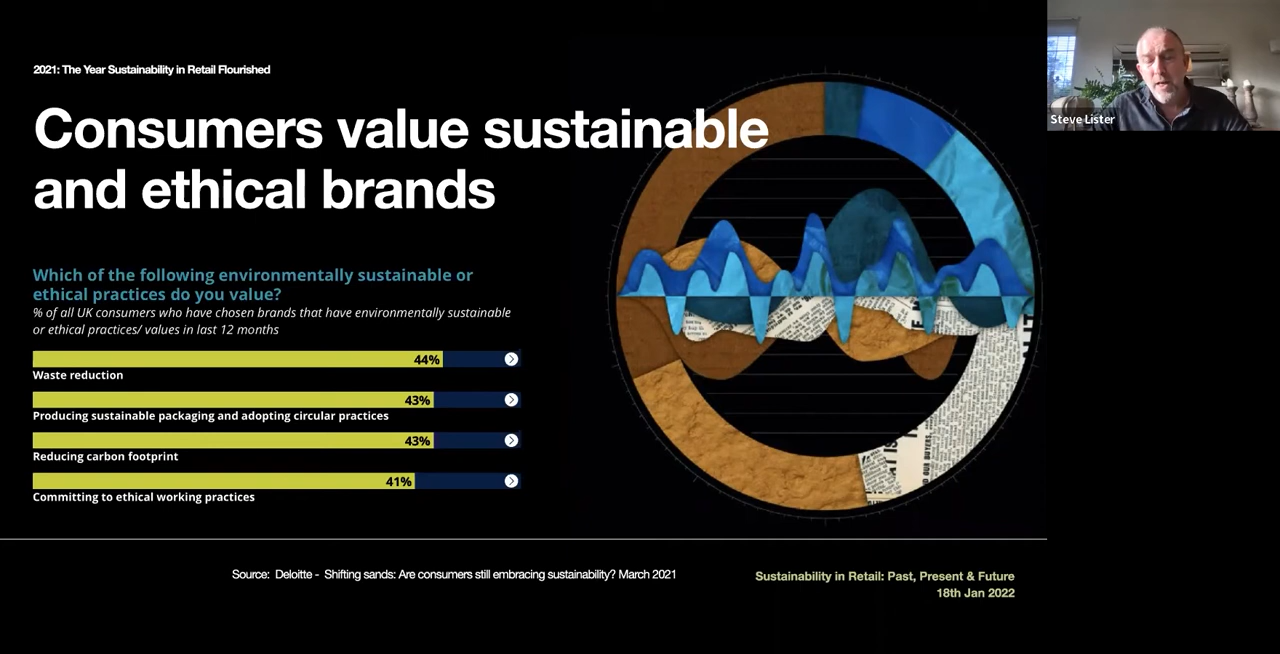 2021: The Year Sustainability in Retail Flourished
Consumers value sustainable
and ethical brands
Which of the following environmentally sustainable or
ethical practices do you value?
% of all UK consumers who have chosen brands that have environmentally sustainable
or ethical practices/ values in last 12 months
44%
Waste reduction
43%
Producing sustainable packaging and adopting circular practices
43%
Reducing carbon footprint
41%
Committing to ethical working practices
Source: Deloitte - Shifting sands: Are consumers still embracing sustainability? March 2021
Sustainability in Retail: Past, Present & Future
18th Jan 2022
Steve Lister